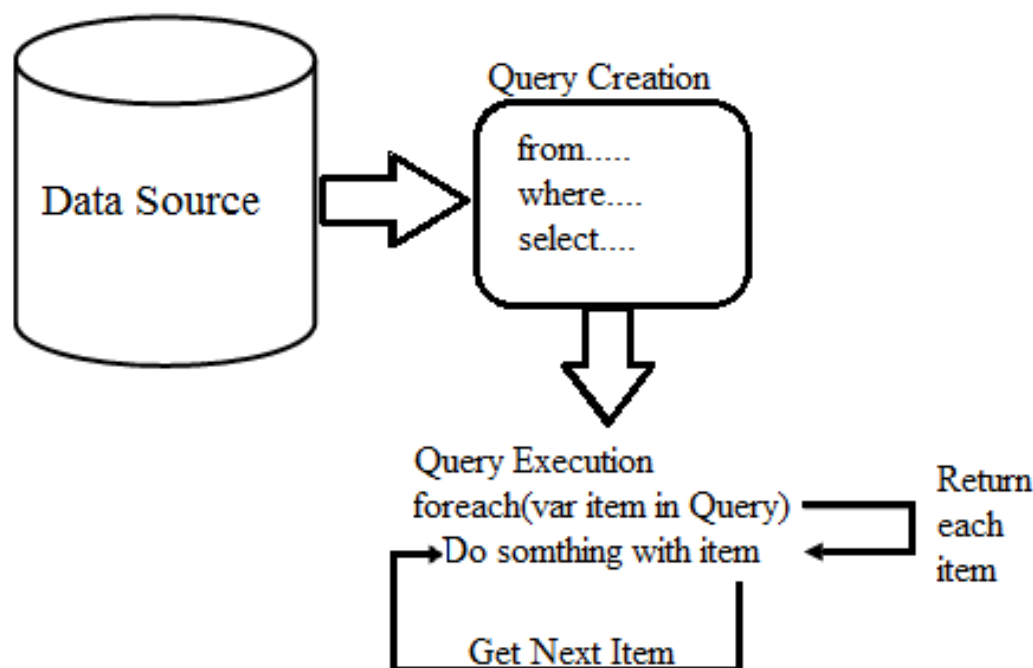 Data Source
Query Creation
from.....
where....
select....
Query Execution
foreach(var item in Query)
Do somthing with item
Return
each
item
Get Next Item